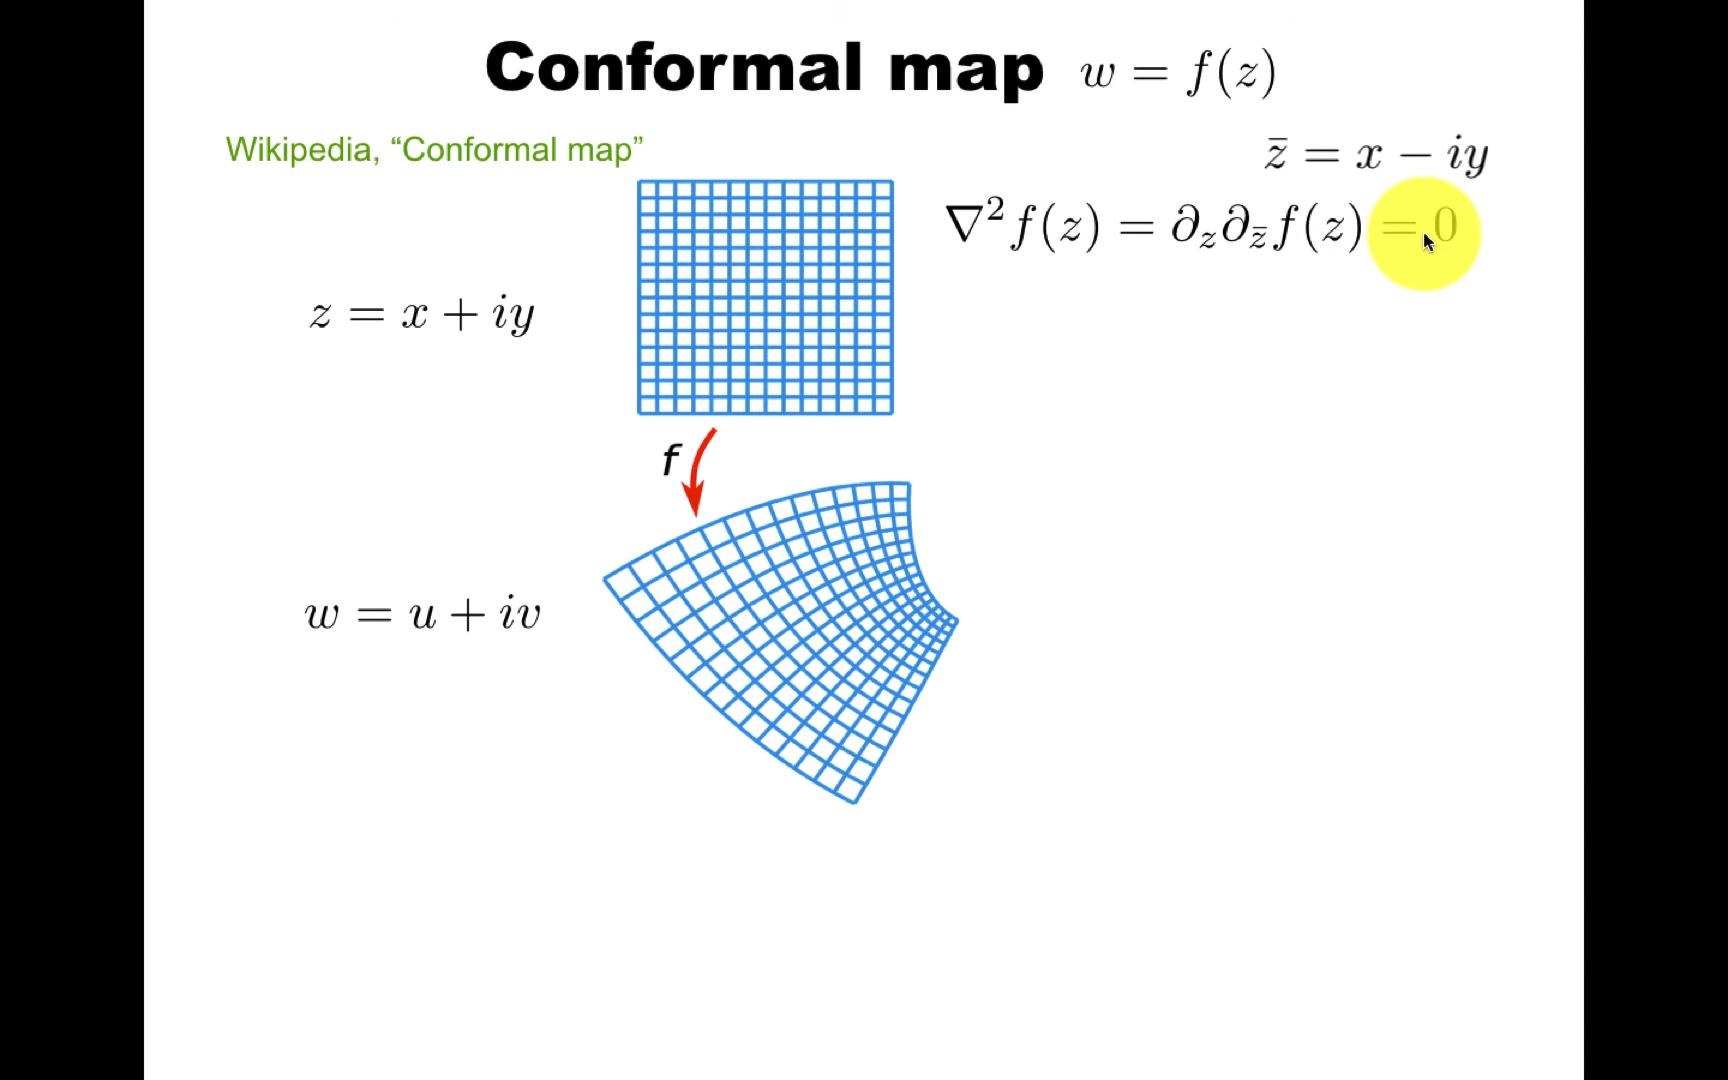 Conformal map w = f(z)
Wikipedia, “Conformal map”
z̄ = x − iy
∇²f(z) = ∂_z∂_z̄f(z) = 0
z = x + iy
f
w = u + iv